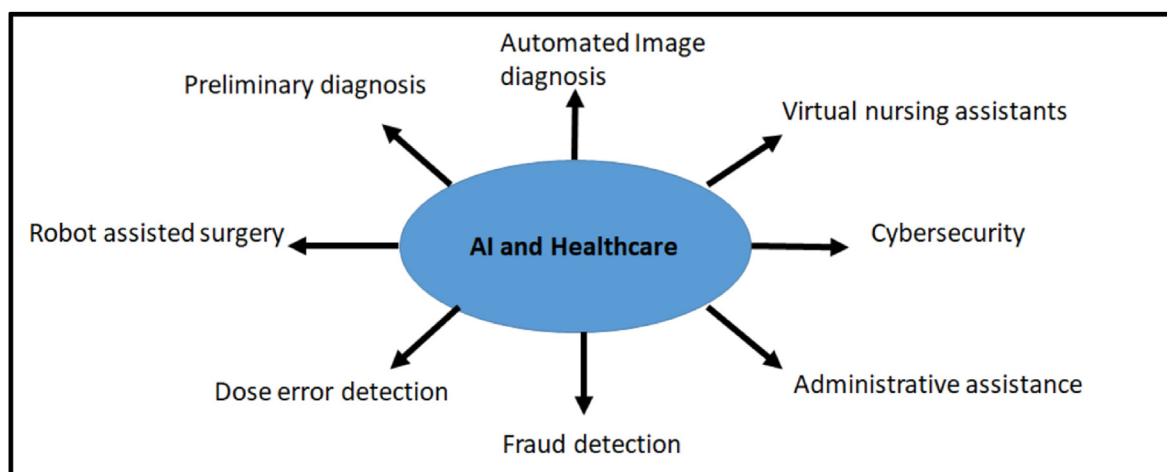 Automated Image
diagnosis
Preliminary diagnosis
Virtual nursing assistants
Robot assisted surgery
AI and Healthcare
Cybersecurity
Dose error detection
Administrative assistance
Fraud detection